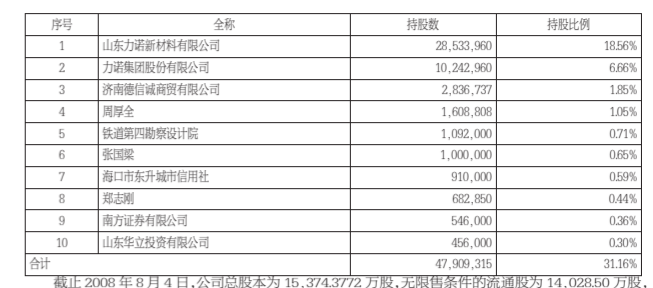 序号 全称 持股数 持股比例
1 山东力诺新材料有限公司 28,533,960 18.56%
2 力诺集团股份有限公司 10,242,960 6.66%
3 济南德信诚商贸有限公司 2,836,737 1.85%
4 周厚全 1,608,808 1.05%
5 铁道第四勘察设计院 1,092,000 0.71%
6 张国梁 1,000,000 0.65%
7 海口市东升城市信用社 910,000 0.59%
8 郑志刚 682,850 0.44%
9 南方证券有限公司 546,000 0.36%
10 山东华立投资有限公司 456,000 0.30%
合计 47,909,315 31.16%
截止 2008 年 8 月 4 日,公司总股本为 15,374.3772 万股,无限售条件的流通股为 14,028.50 万股,